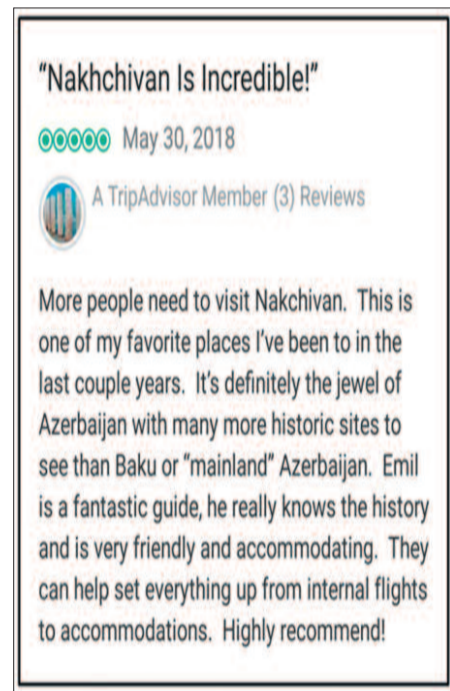 “Nakhchivan Is Incredible!”
May 30, 2018
A TripAdvisor Member (3) Reviews
More people need to visit Nakchivan. This is
one of my favorite places I've been to in the
last couple years. It's definitely the jewel of
Azerbaijan with many more historic sites to
see than Baku or “mainland” Azerbaijan. Emil
is a fantastic guide, he really knows the history
and is very friendly and accommodating. They
can help set everything up from internal flights
to accommodations. Highly recommend!